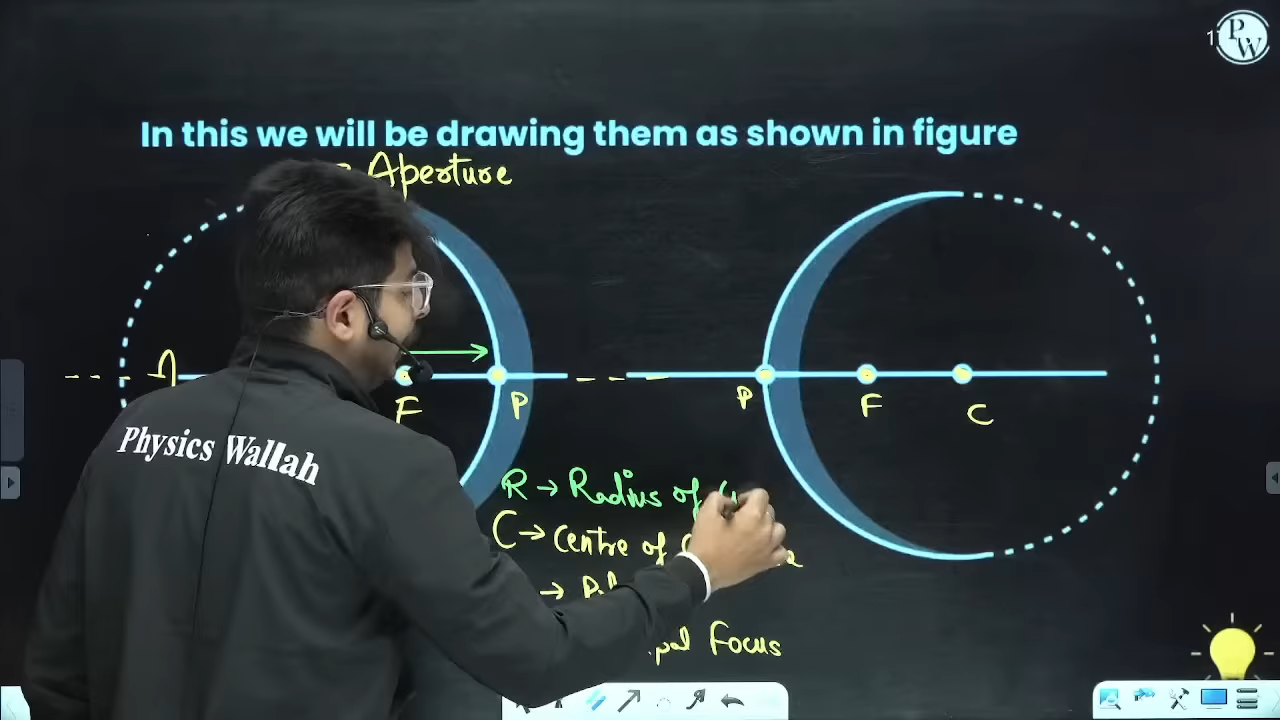 PW
In this we will be drawing them as shown in figure
Aperture
F
P
P
F
C
Physics Wallah
R → Radius of
C → Centre of
→
Focus